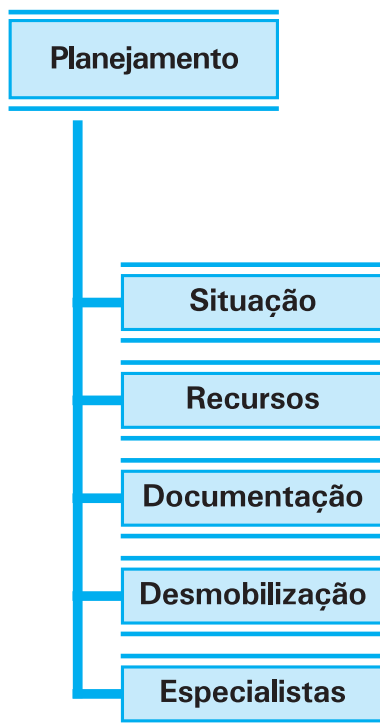 Planejamento
Situação
Recursos
Documentação
Desmobilização
Especialistas